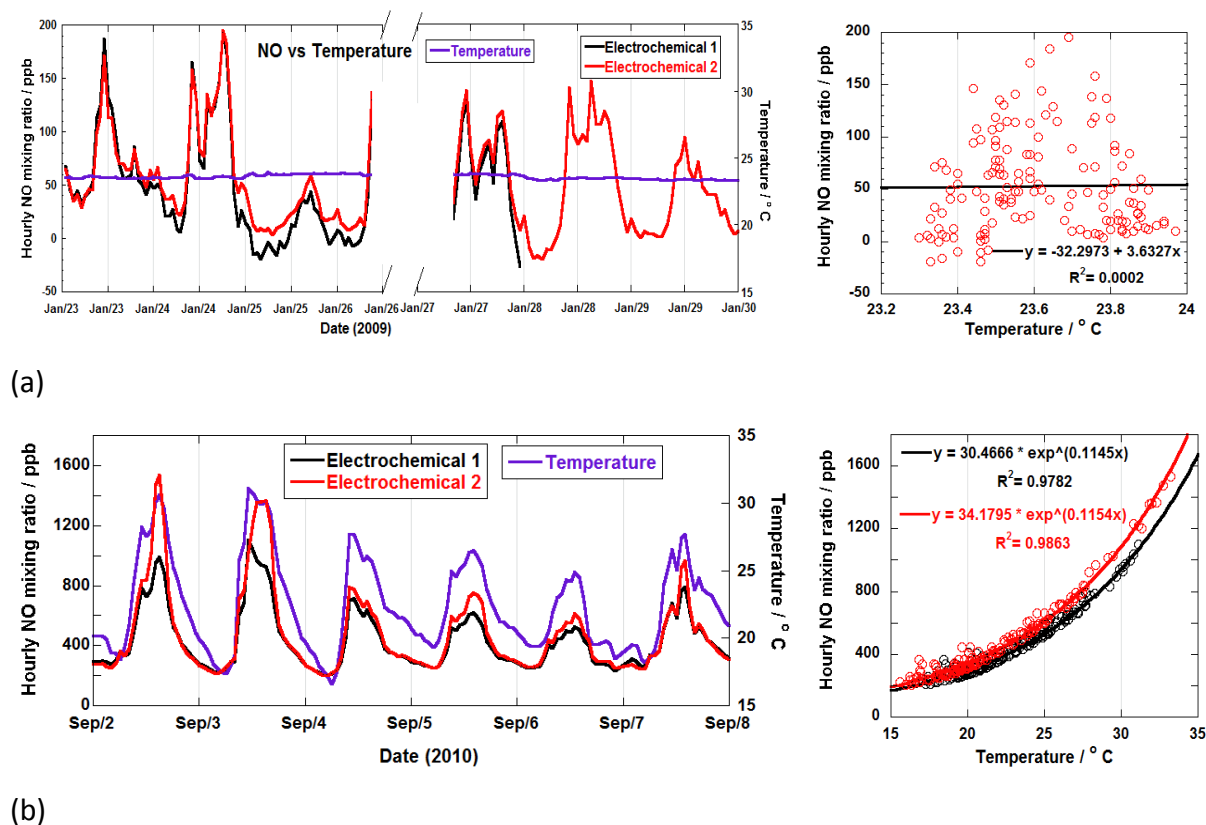 NO vs Temperature
Temperature
Electrochemical 1
Electrochemical 2
Hourly NO mixing ratio / ppb
200
150
100
50
0
-50
35
30
25
20
15
Temperature / ° C
Jan/23 Jan/23 Jan/24 Jan/24 Jan/25 Jan/25 Jan/26 Jan/26 Jan/27 Jan/27 Jan/28 Jan/28 Jan/29 Jan/29 Jan/30
Date (2009)
Hourly NO mixing ratio / ppb
200
150
100
50
0
-50
y = -32.2973 + 3.6327x
R²= 0.0002
23.2 23.4 23.6 23.8 24
Temperature / ° C
(a)
Hourly NO mixing ratio / ppb
1600
1200
800
400
0
Electrochemical 1
Electrochemical 2
Temperature
35
30
25
20
15
Temperature / ° C
Sep/2 Sep/3 Sep/4 Sep/5 Sep/6 Sep/7 Sep/8
Date (2010)
Hourly NO mixing ratio / ppb
1600
1200
800
400
0
y = 30.4666 * exp^(0.1145x)
R²= 0.9782
y = 34.1795 * exp^(0.1154x)
R²= 0.9863
15 20 25 30 35
Temperature / ° C
(b)